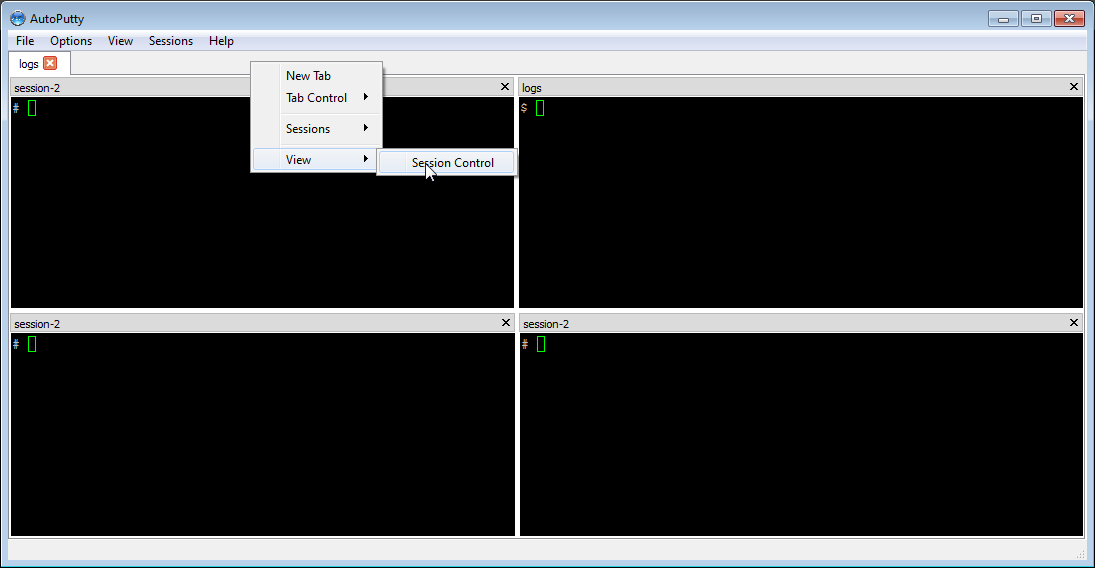 AutoPutty
File Options View Sessions Help
logs
New Tab
Tab Control
Sessions
View
Session Control
session-2
#
logs
$
session-2
#
session-2
#